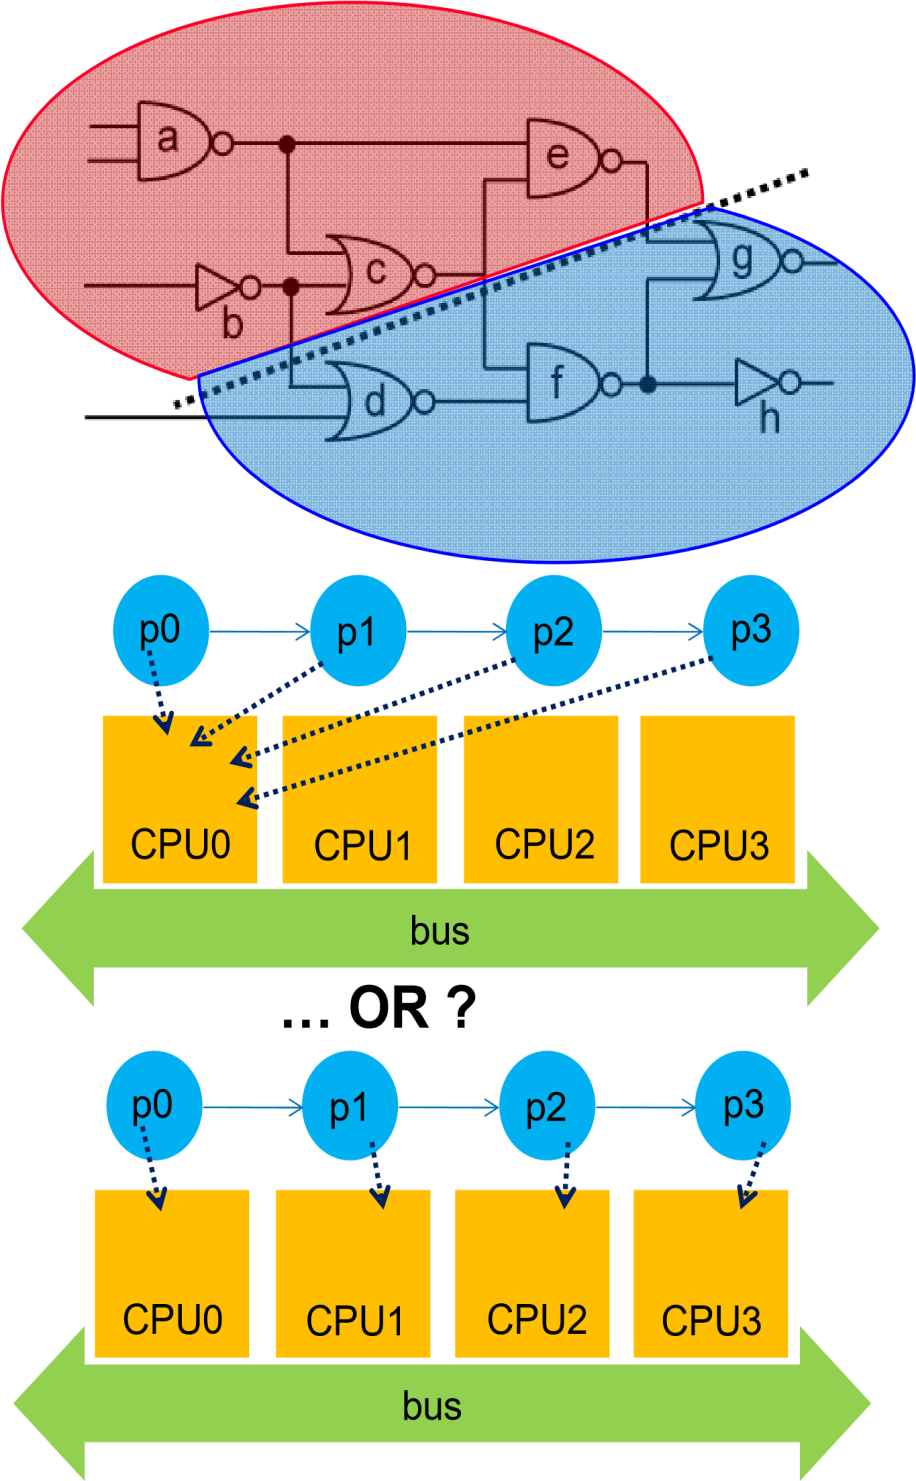 a
e
g
c
b
d
f
h
p0 p1 p2 p3
CPU0 CPU1 CPU2 CPU3
bus
... OR ?
p0 p1 p2 p3
CPU0 CPU1 CPU2 CPU3
bus